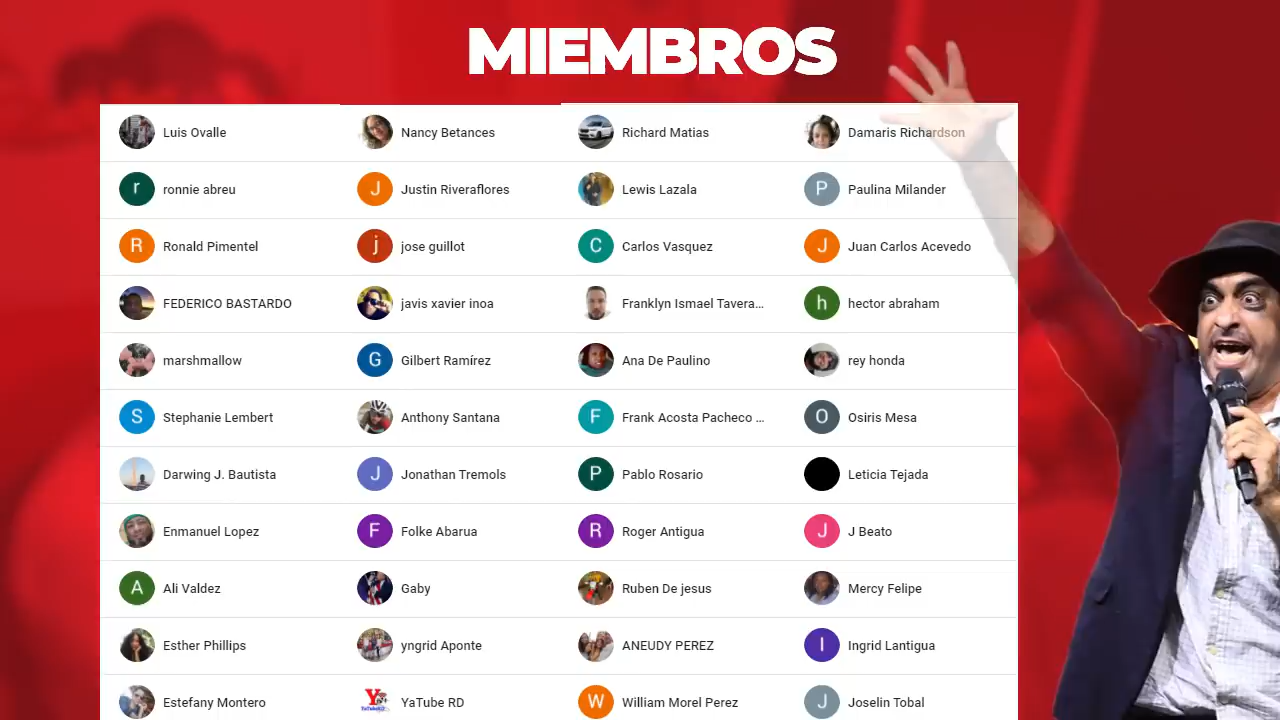 MIEMBROS
Luis Ovalle
Nancy Betances
Richard Matias
Damaris Richardson
r
ronnie abreu
J
Justin Riveraflores
Lewis Lazala
P
Paulina Milander
R
Ronald Pimentel
j
jose guillot
C
Carlos Vasquez
J
Juan Carlos Acevedo
FEDERICO BASTARDO
javis xavier inoa
Franklyn Ismael Tavera...
h
hector abraham
marshmallow
G
Gilbert Ramírez
Ana De Paulino
rey honda
S
Stephanie Lembert
Anthony Santana
F
Frank Acosta Pacheco ...
O
Osiris Mesa
Darwing J. Bautista
J
Jonathan Tremols
P
Pablo Rosario
Leticia Tejada
Enmanuel Lopez
F
Folke Abarua
R
Roger Antigua
J
J Beato
A
Ali Valdez
Gaby
Ruben De jesus
Mercy Felipe
Esther Phillips
yngrid Aponte
ANEUDY PEREZ
I
Ingrid Lantigua
Estefany Montero
YaTube RD
YaTube RD
W
William Morel Perez
J
Joselin Tobal